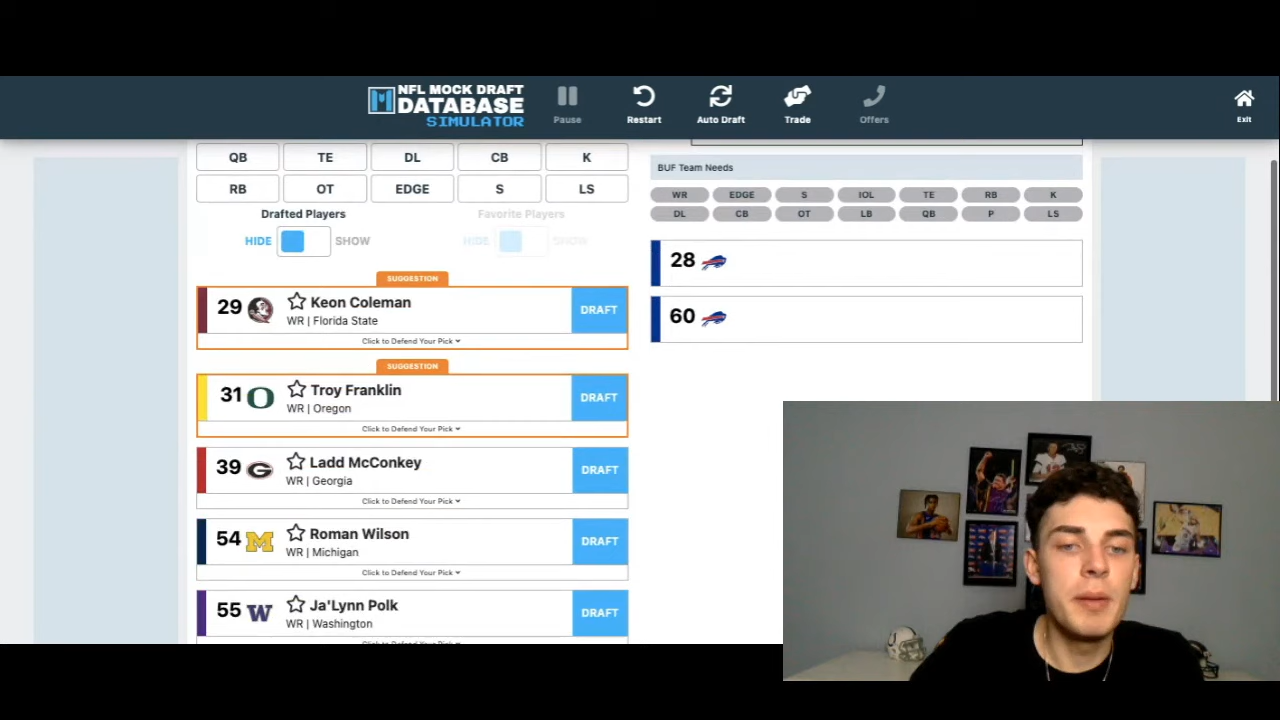 NFL MOCK DRAFT
DATABASE
SIMULATOR
Pause
Restart
Auto Draft
Trade
Offers
Exit
QB TE DL CB K
RB OT EDGE S LS
Drafted Players
Favorite Players
HIDE SHOW
HIDE SHOW
SUGGESTION
29 Keon Coleman
WR | Florida State
DRAFT
Click to Defend Your Pick
SUGGESTION
31 Troy Franklin
WR | Oregon
DRAFT
Click to Defend Your Pick
39 Ladd McConkey
WR | Georgia
DRAFT
Click to Defend Your Pick
54 Roman Wilson
WR | Michigan
DRAFT
Click to Defend Your Pick
55 Ja'Lynn Polk
WR | Washington
DRAFT
Click to Defend Your Pick
BUF Team Needs
WR EDGE S IOL TE RB K
DL CB OT LB QB P LS
28
60